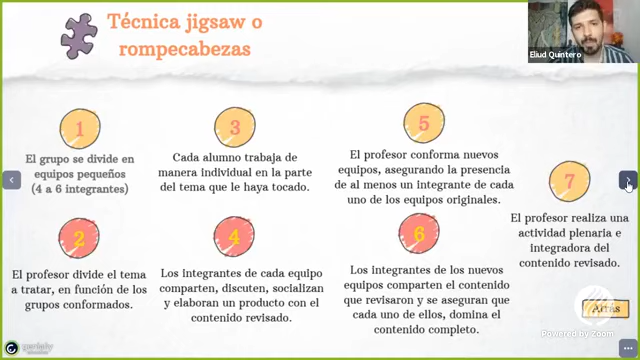 Técnica jigsaw o
rompecabezas
Eliud Quintero
1
El grupo se divide en
equipos pequeños
(4 a 6 integrantes)
2
El profesor divide el tema
a tratar, en función de los
grupos conformados.
3
Cada alumno trabaja de
manera individual en la parte
del tema que le haya tocado.
4
Los integrantes de cada equipo
comparten, discuten, socializan
y elaboran un producto con el
contenido revisado.
5
El profesor conforma nuevos
equipos, asegurando la presencia
de al menos un integrante de cada
uno de los equipos originales.
6
Los integrantes de los nuevos
equipos comparten el contenido
que revisaron y se aseguran que
cada uno de ellos, domina el
contenido completo.
7
El profesor realiza una
actividad plenaria e
integradora del
contenido revisado.
Atrás
Powered by Zoom
genially